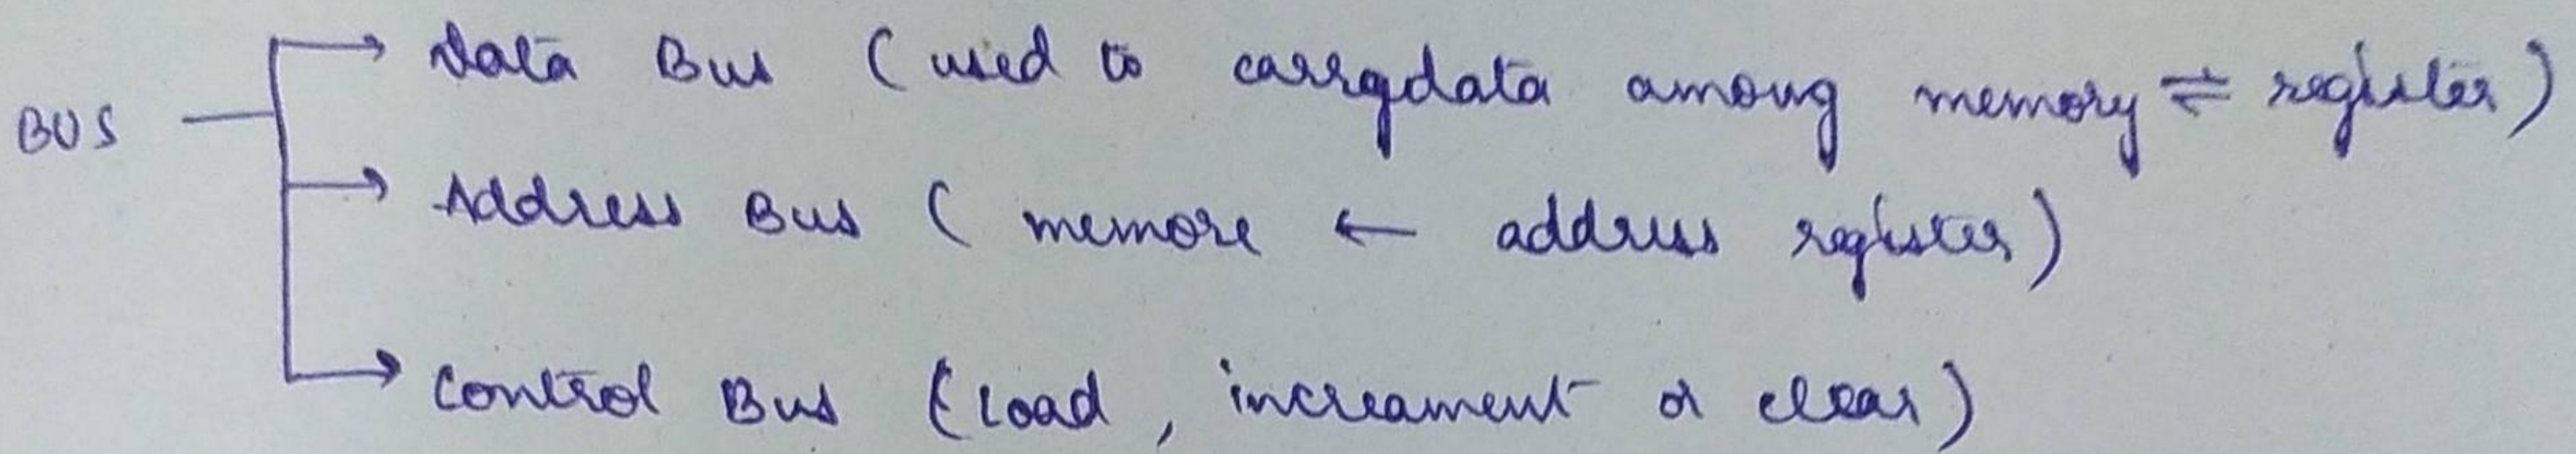 Data Bus (used to carrydata among memory ⇌ register)
BUS
Address Bus (memore ← address register)
Control Bus (Load, increament or clear)